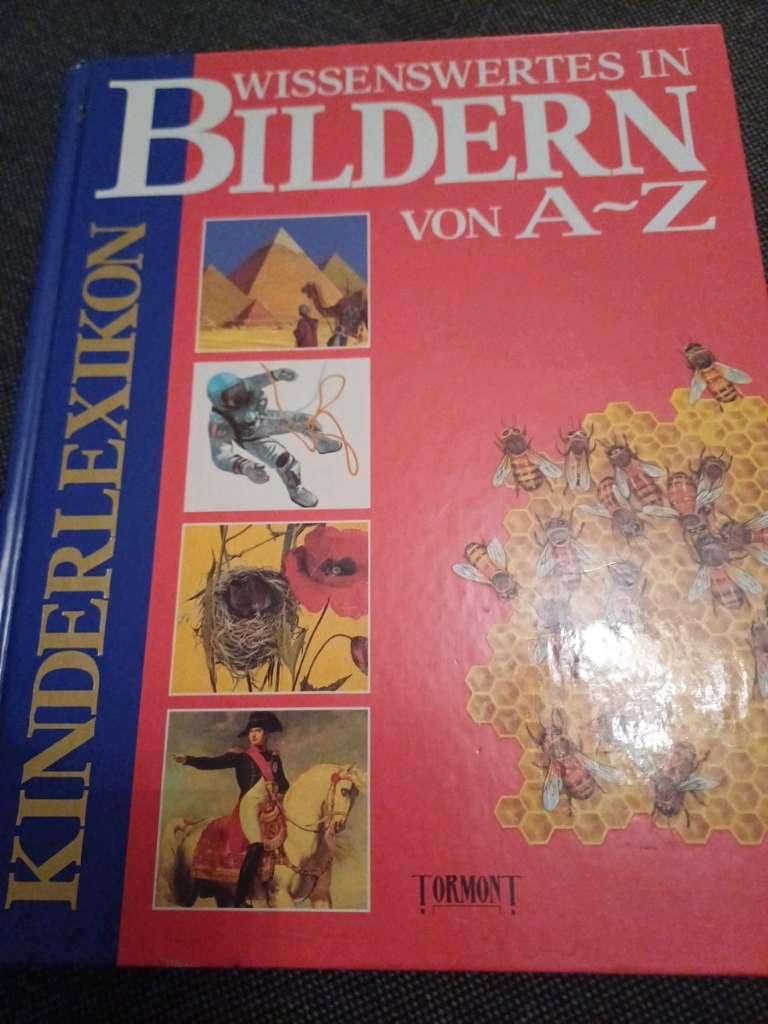 WISSENSWERTES IN
BILDERN
VON A~Z
KINDERLEXIKON
TORMONT